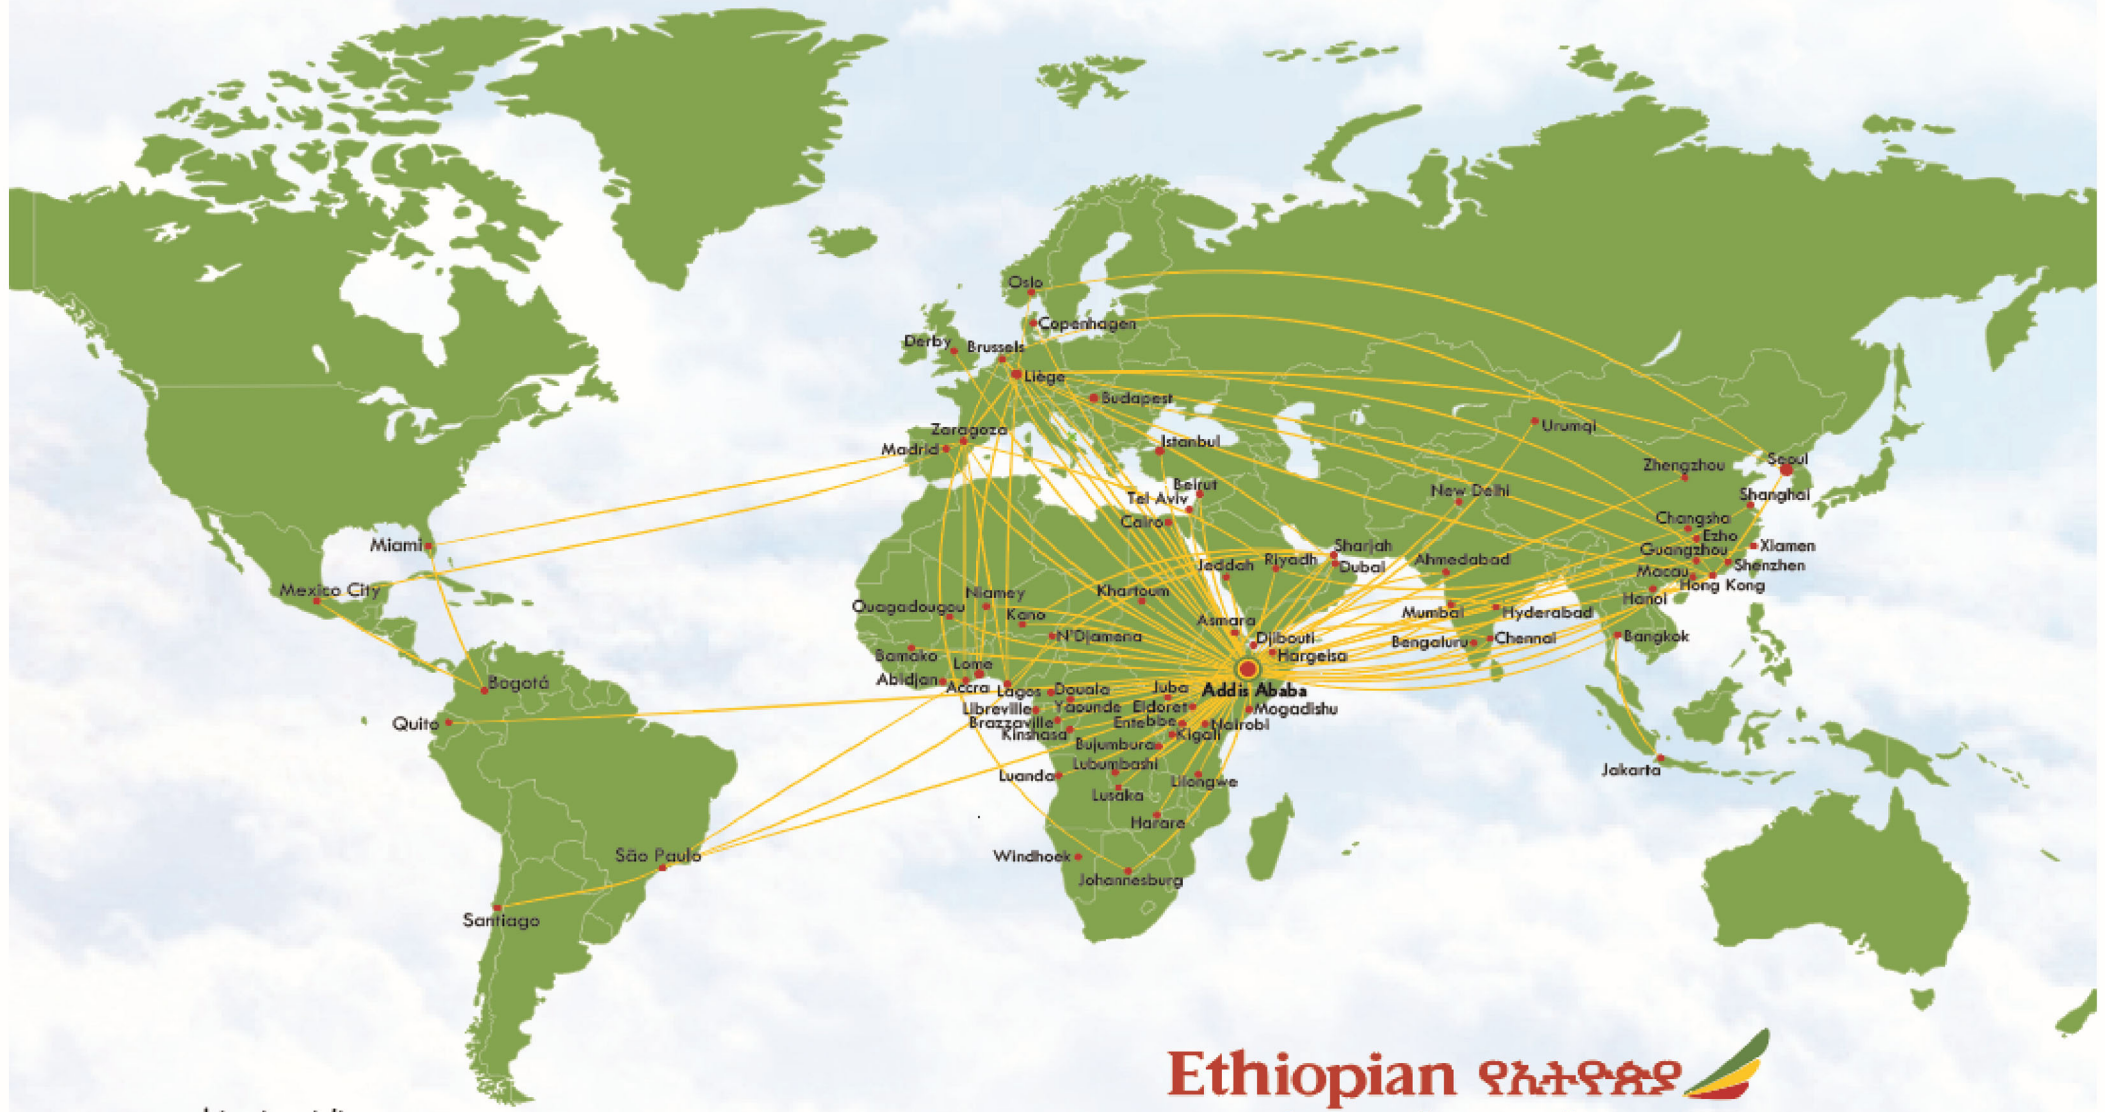 Oslo
Copenhagen
Derby
Brussels
Liège
Budapest
Zaragoza
Madrid
Istanbul
Urumqi
Zhengzhou
Seoul
Beirut
Tel Aviv
New Delhi
Shanghai
Cairo
Changsha
Ezho
Miami
Sharjah
Guangzhou
Xiamen
Jeddah
Riyadh
Dubai
Ahmedabad
Macau
Shenzhen
Mexico City
Niamey
Khartoum
Hong Kong
Hanoi
Ouagadougou
Kano
Asmara
Mumbai
Hyderabad
N'Djamena
Djibouti
Bengaluru
Chennai
Bangkok
Bamako
Lome
Hargeisa
Bogotá
Abidjan
Accra
Lagos
Douala
Juba
Addis Ababa
Libreville
Yaounde
Eldoret
Mogadishu
Quito
Brazzaville
Entebbe
Nairobi
Kinshasa
Kigali
Bujumbura
Lubumbashi
Jakarta
Luanda
Lilongwe
Lusaka
Harare
São Paulo
Windhoek
Johannesburg
Santiago
Ethiopian የኢትዮጵያ